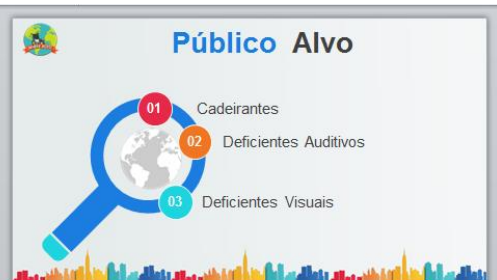 Público Alvo
01
Cadeirantes
02
Deficientes Auditivos
03
Deficientes Visuais